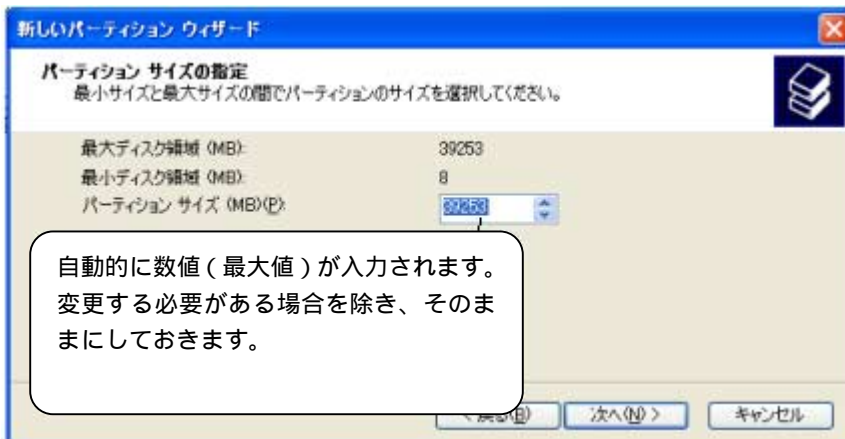 新しいパーティション ウィザード
パーティション サイズの指定
最小サイズと最大サイズの間でパーティションのサイズを選択してください。
最大ディスク領域 (MB): 39253
最小ディスク領域 (MB): 8
パーティション サイズ (MB)(P): 39253
自動的に数値(最大値)が入力されます。
変更する必要がある場合を除き、そのま
まにしておきます。
< 戻る(B) 次へ(N) > キャンセル